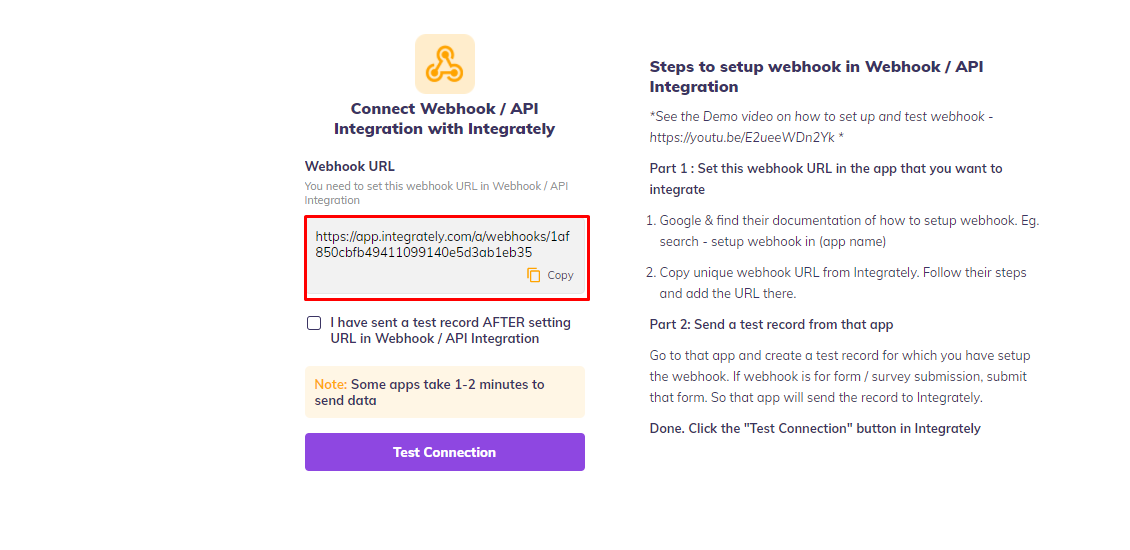 Connect Webhook / API
Integration with Integrately
Webhook URL
You need to set this webhook URL in Webhook / API
Integration
https://app.integrately.com/a/webhooks/1af
850cbfb49411099140e5d3ab1eb35
Copy
I have sent a test record AFTER setting
URL in Webhook / API Integration
Note: Some apps take 1-2 minutes to
send data
Test Connection
Steps to setup webhook in Webhook / API
Integration
*See the Demo video on how to set up and test webhook -
https://youtu.be/E2ueeWDn2Yk *
Part 1 : Set this webhook URL in the app that you want to
integrate
1. Google & find their documentation of how to setup webhook. Eg.
search - setup webhook in (app name)
2. Copy unique webhook URL from Integrately. Follow their steps
and add the URL there.
Part 2: Send a test record from that app
Go to that app and create a test record for which you have setup
the webhook. If webhook is for form / survey submission, submit
that form. So that app will send the record to Integrately.
Done. Click the "Test Connection" button in Integrately